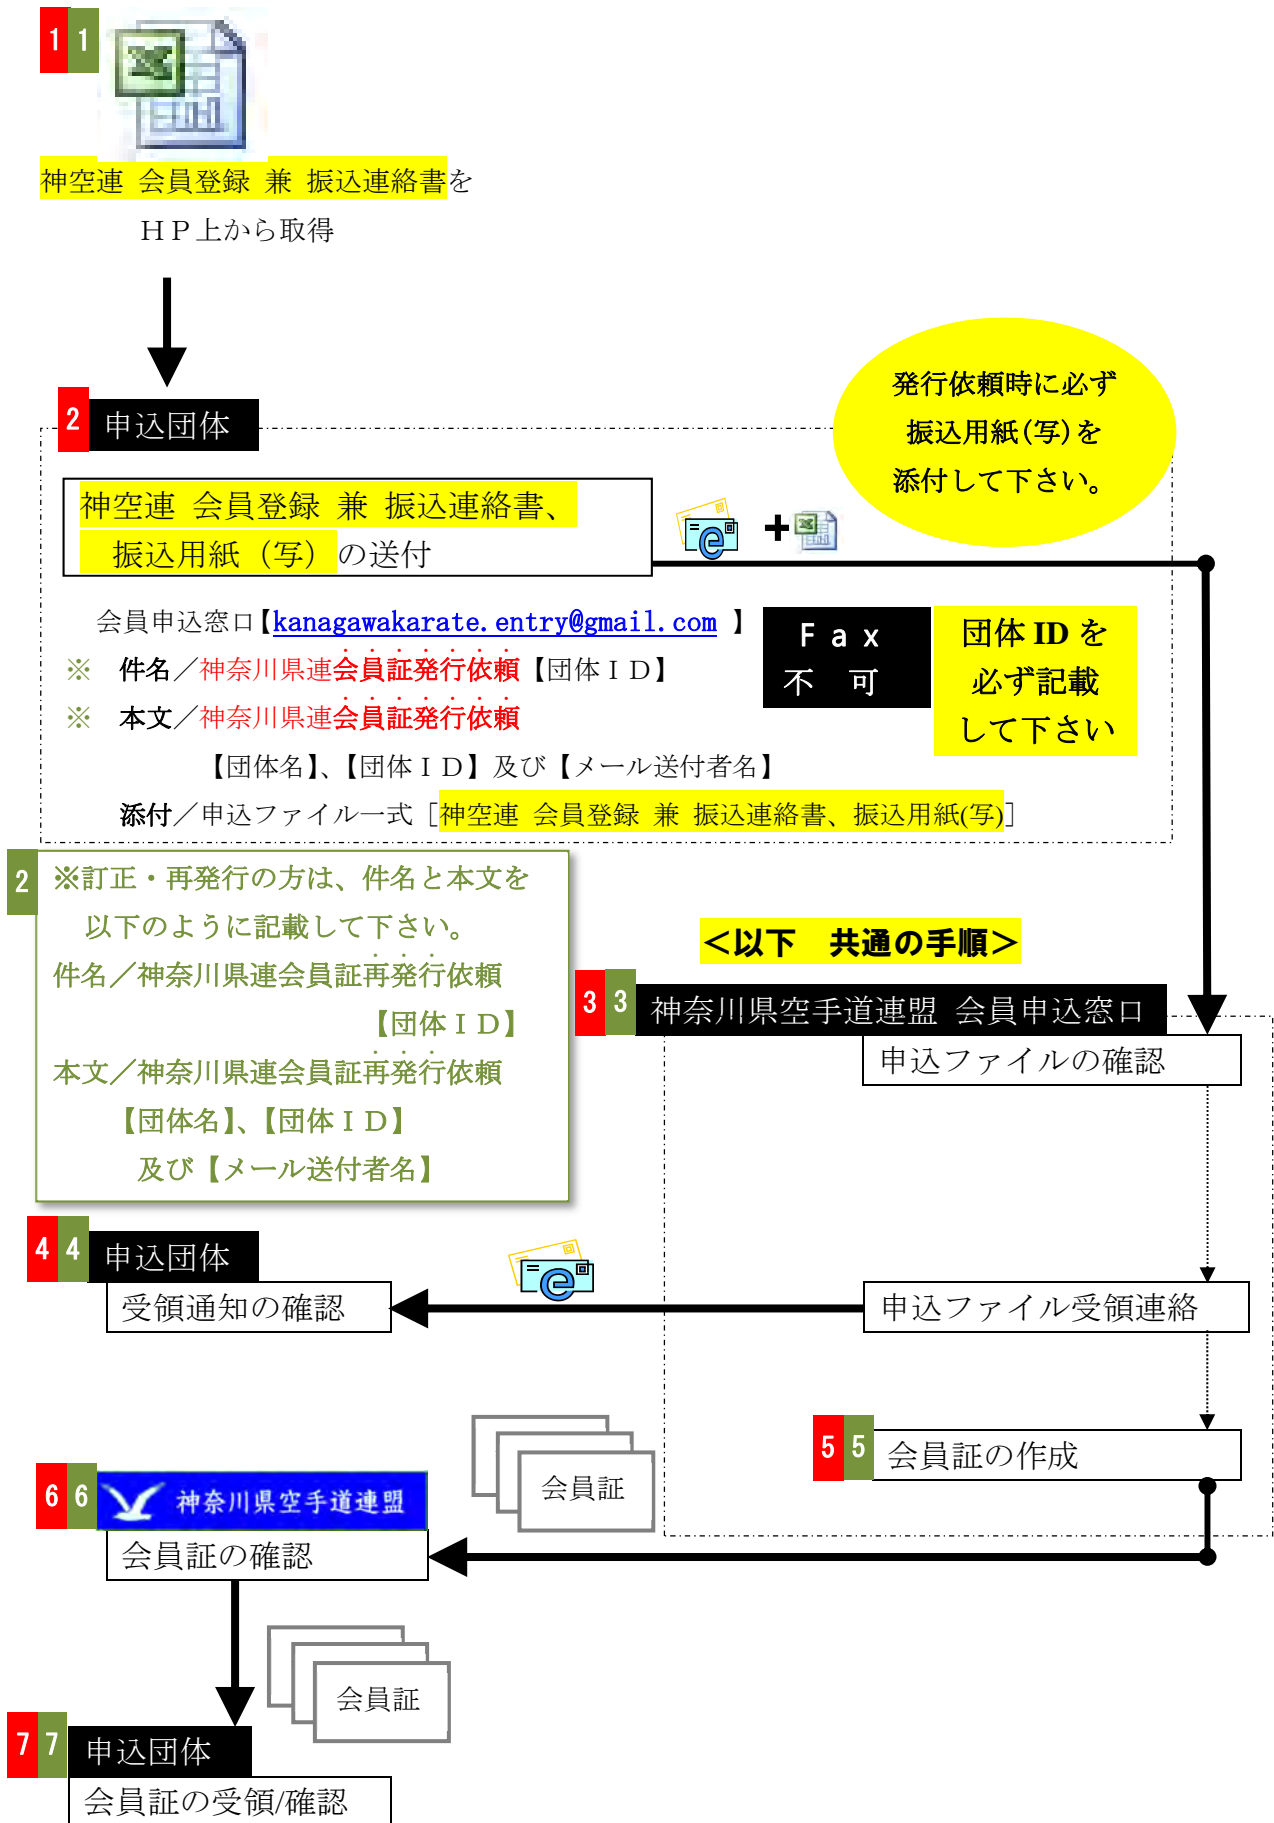 1 1
神空連 会員登録 兼 振込連絡書を
ＨＰ上から取得
発行依頼時に必ず
振込用紙(写)を
添付して下さい。
2 申込団体
神空連 会員登録 兼 振込連絡書、
振込用紙（写）の送付
会員申込窓口【kanagawakarate.entry@gmail.com 】
Fax
不 可
団体 ID を
必ず記載
して下さい
※ 件名／神奈川県連会員証発行依頼【団体ＩＤ】
※ 本文／神奈川県連会員証発行依頼
【団体名】、【団体ＩＤ】及び【メール送付者名】
添付／申込ファイル一式［神空連 会員登録 兼 振込連絡書、振込用紙(写)］
2 ※訂正・再発行の方は、件名と本文を
以下のように記載して下さい。
件名／神奈川県連会員証再発行依頼
【団体ＩＤ】
本文／神奈川県連会員証再発行依頼
【団体名】、【団体ＩＤ】
及び【メール送付者名】
＜以下 共通の手順＞
3 3 神奈川県空手道連盟 会員申込窓口
申込ファイルの確認
4 4 申込団体
受領通知の確認
申込ファイル受領連絡
5 5 会員証の作成
会員証
6 6 神奈川県空手道連盟
会員証の確認
会員証
7 7 申込団体
会員証の受領/確認